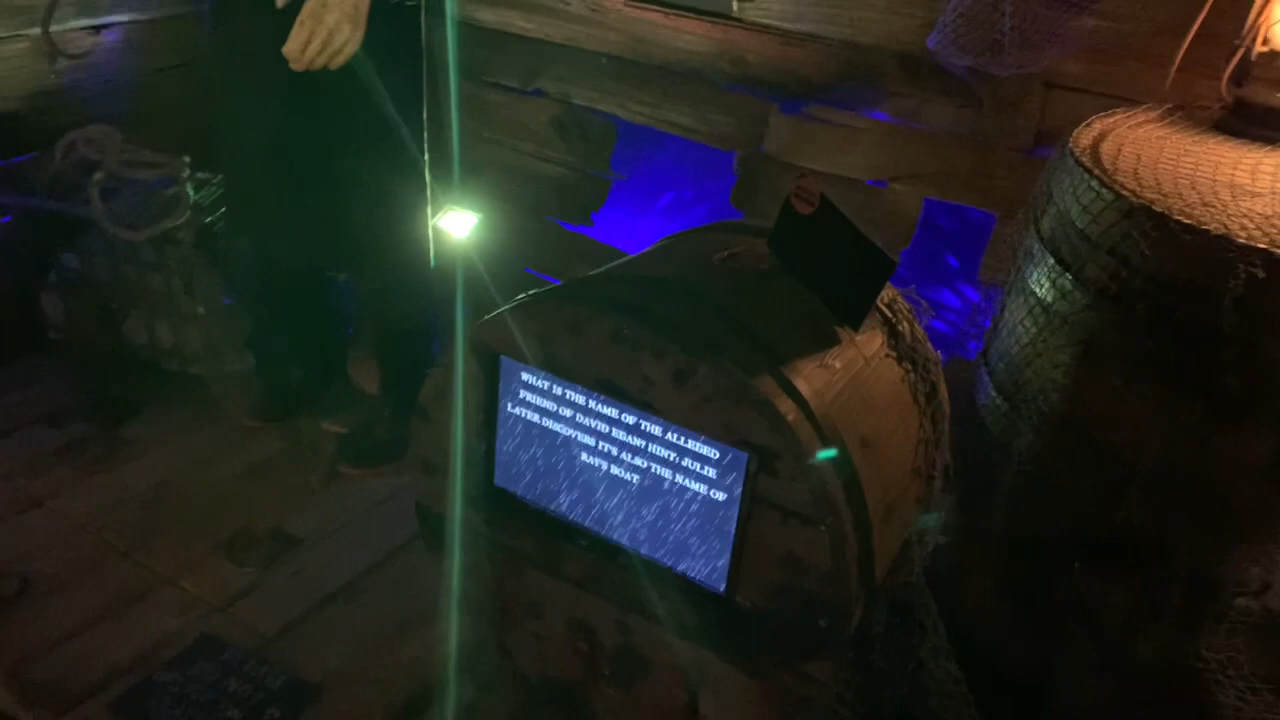 WHAT IS THE NAME OF THE ALLEGED
FRIEND OF DAVID EGAN? HINT: JULIE
LATER DISCOVERS IT'S ALSO THE NAME OF
RAY'S BOAT